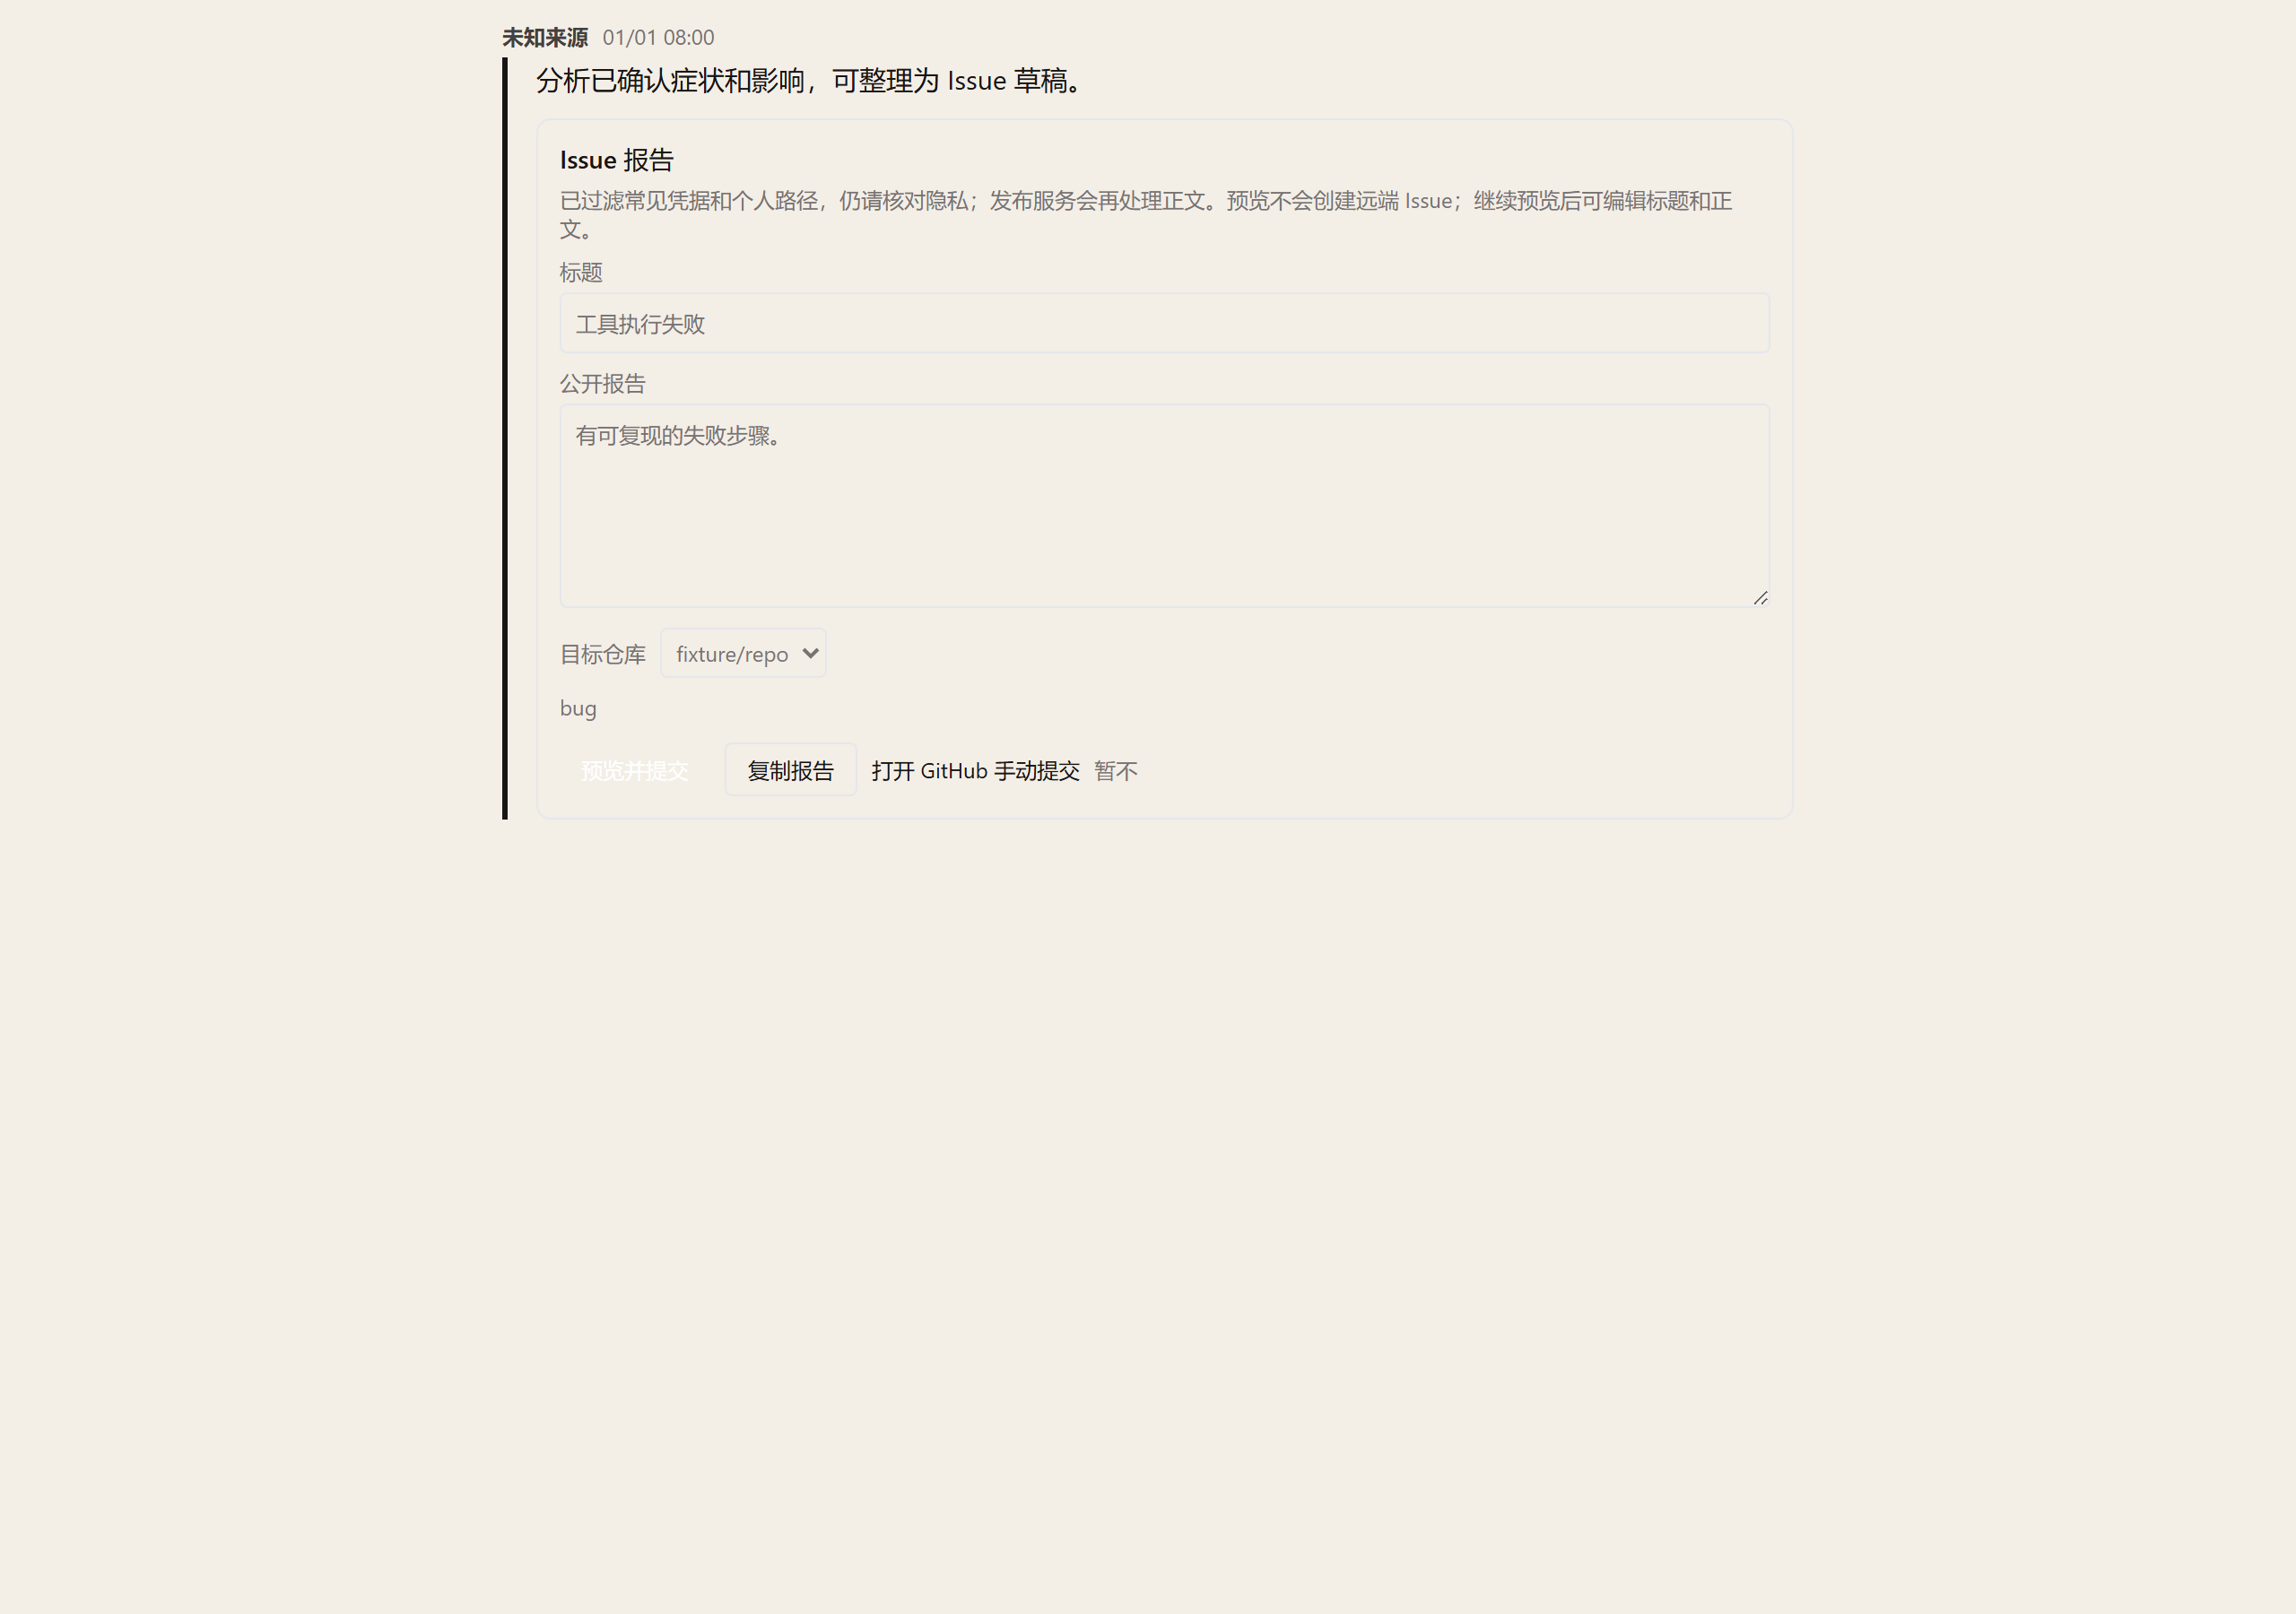 未知来源 01/01 08:00
分析已确认症状和影响，可整理为 Issue 草稿。
Issue 报告
已过滤常见凭据和个人路径，仍请核对隐私；发布服务会再处理正文。预览不会创建远端 Issue；继续预览后可编辑标题和正
文。
标题
工具执行失败
公开报告
有可复现的失败步骤。
目标仓库 fixture/repo
bug
预览并提交 复制报告 打开 GitHub 手动提交 暂不